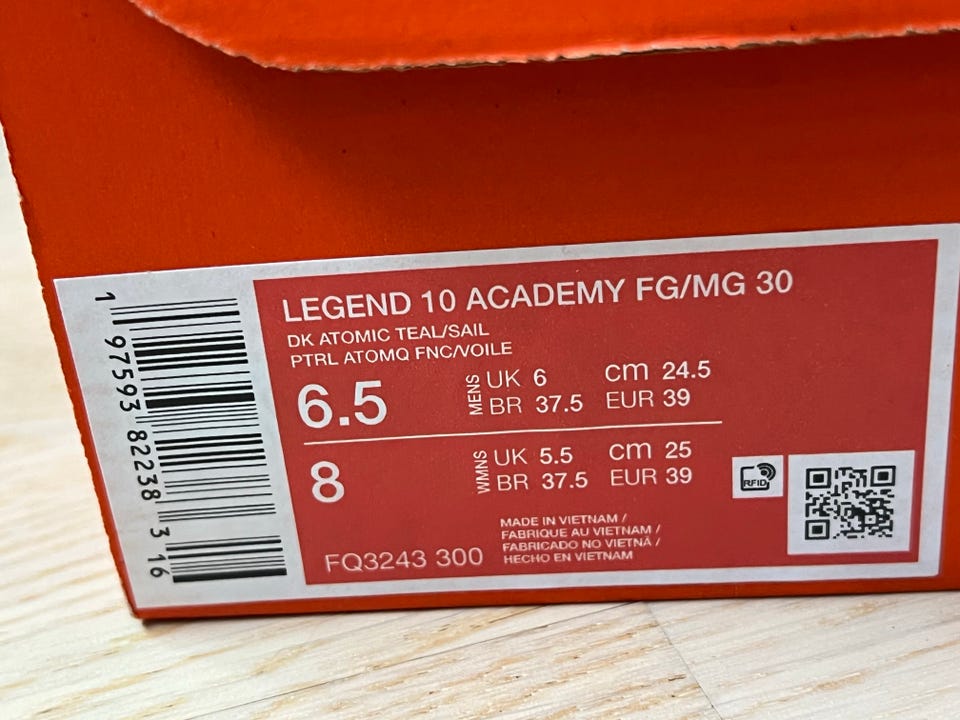 LEGEND 10 ACADEMY FG/MG 30
DK ATOMIC TEAL/SAIL
PTRL ATOMQ FNC/VOILE
6.5 MENS UK 6 cm 24.5
BR 37.5 EUR 39
8 WMNS UK 5.5 cm 25
BR 37.5 EUR 39
RFID
MADE IN VIETNAM /
FABRIQUE AU VIETNAM /
FABRICADO NO VIETNÃ /
HECHO EN VIETNAM
FQ3243 300
1 97593 82238 3 16